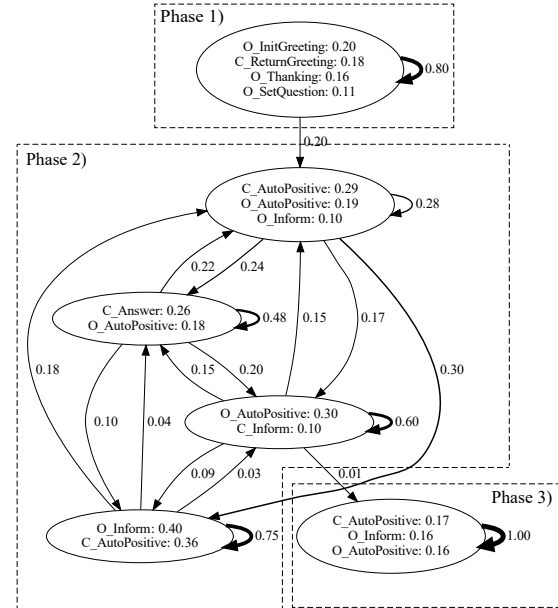 Phase 1)
O_InitGreeting: 0.20
C_ReturnGreeting: 0.18
O_Thanking: 0.16
O_SetQuestion: 0.11
0.80
0.20
Phase 2)
C_AutoPositive: 0.29
O_AutoPositive: 0.19
O_Inform: 0.10
0.28
0.22
0.24
C_Answer: 0.26
O_AutoPositive: 0.18
0.48
0.15
0.17
0.18
0.15
0.20
0.30
O_AutoPositive: 0.30
C_Inform: 0.10
0.60
0.10
0.04
0.09
0.03
0.01
Phase 3)
O_Inform: 0.40
C_AutoPositive: 0.36
0.75
C_AutoPositive: 0.17
O_Inform: 0.16
O_AutoPositive: 0.16
1.00